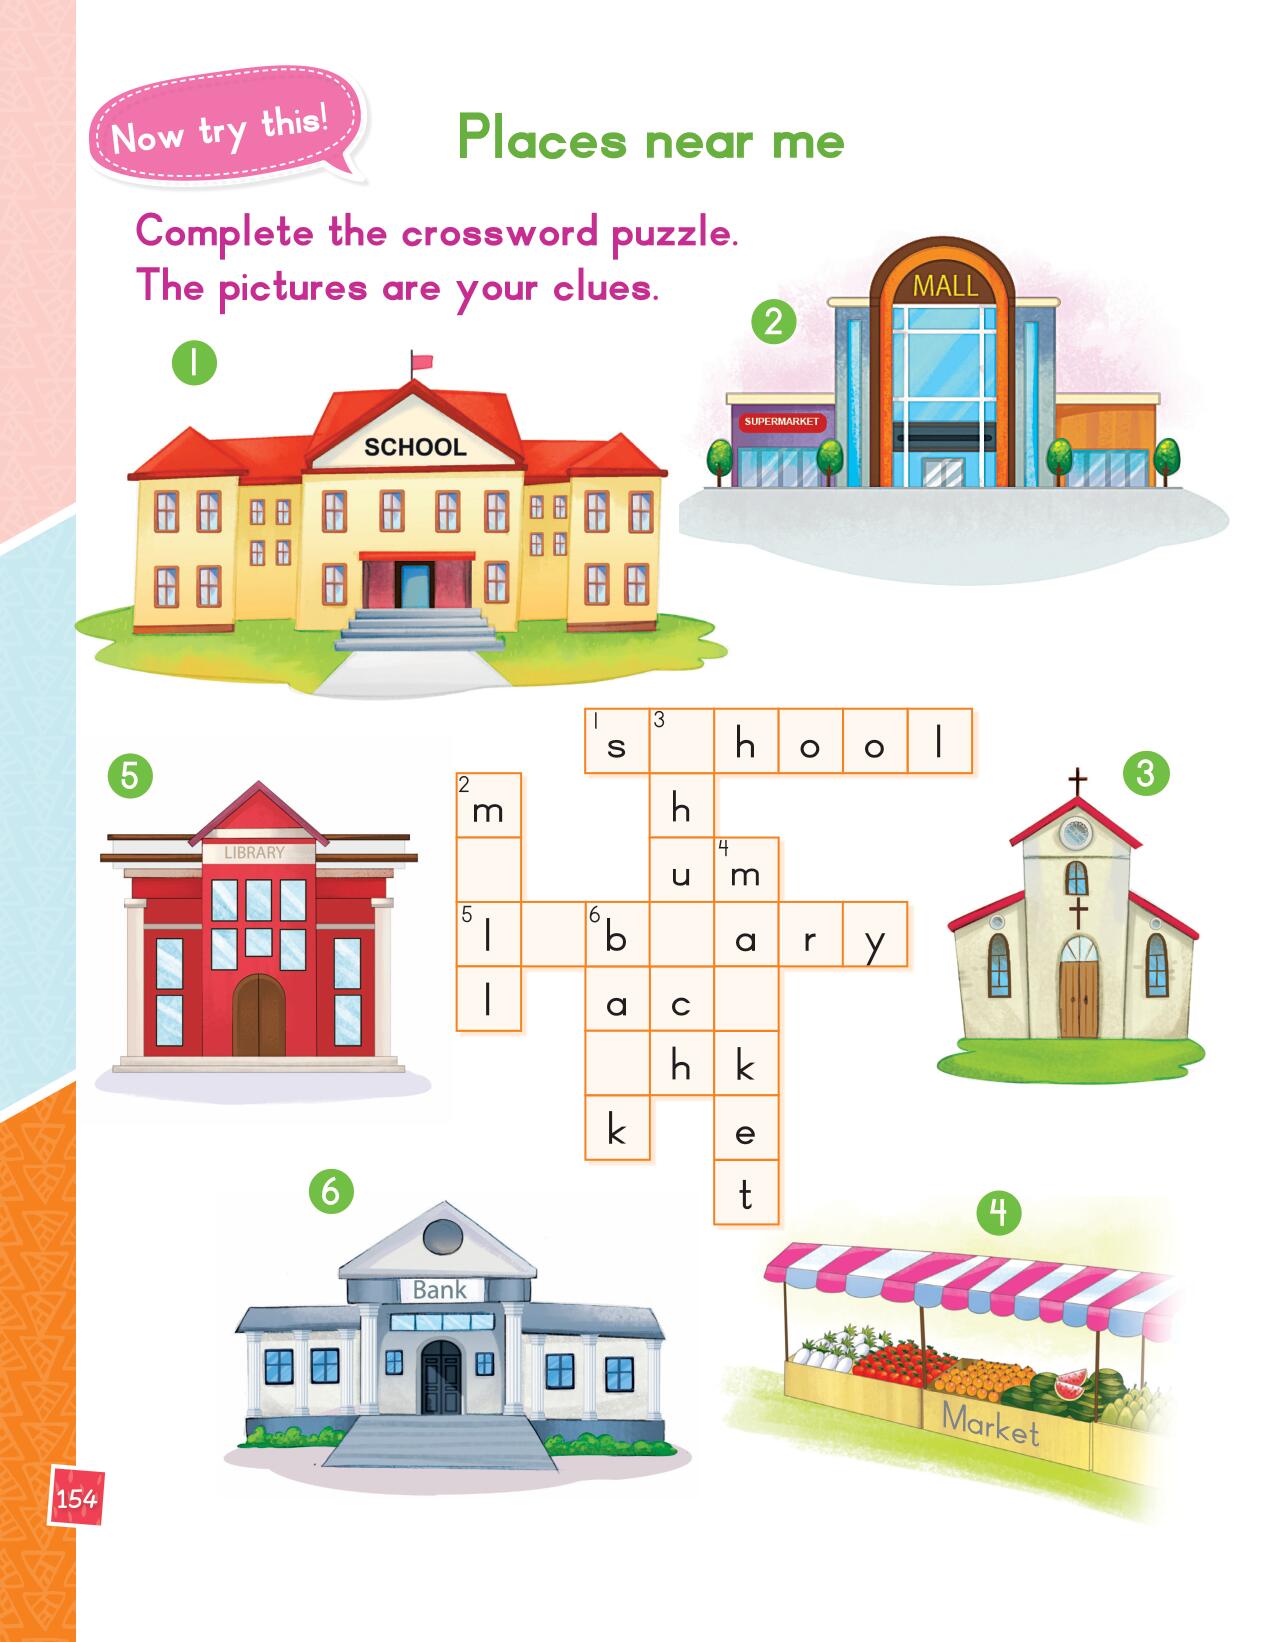 Now try this!
Places near me
Complete the crossword puzzle.
The pictures are your clues.
1
SCHOOL
2
MALL
SUPERMARKET
1 s 3 h o o l
2 m h
u 4 m
5 l 6 b a r y
l a c
h k
k e
t
5
LIBRARY
3
6
Bank
4
Market
154